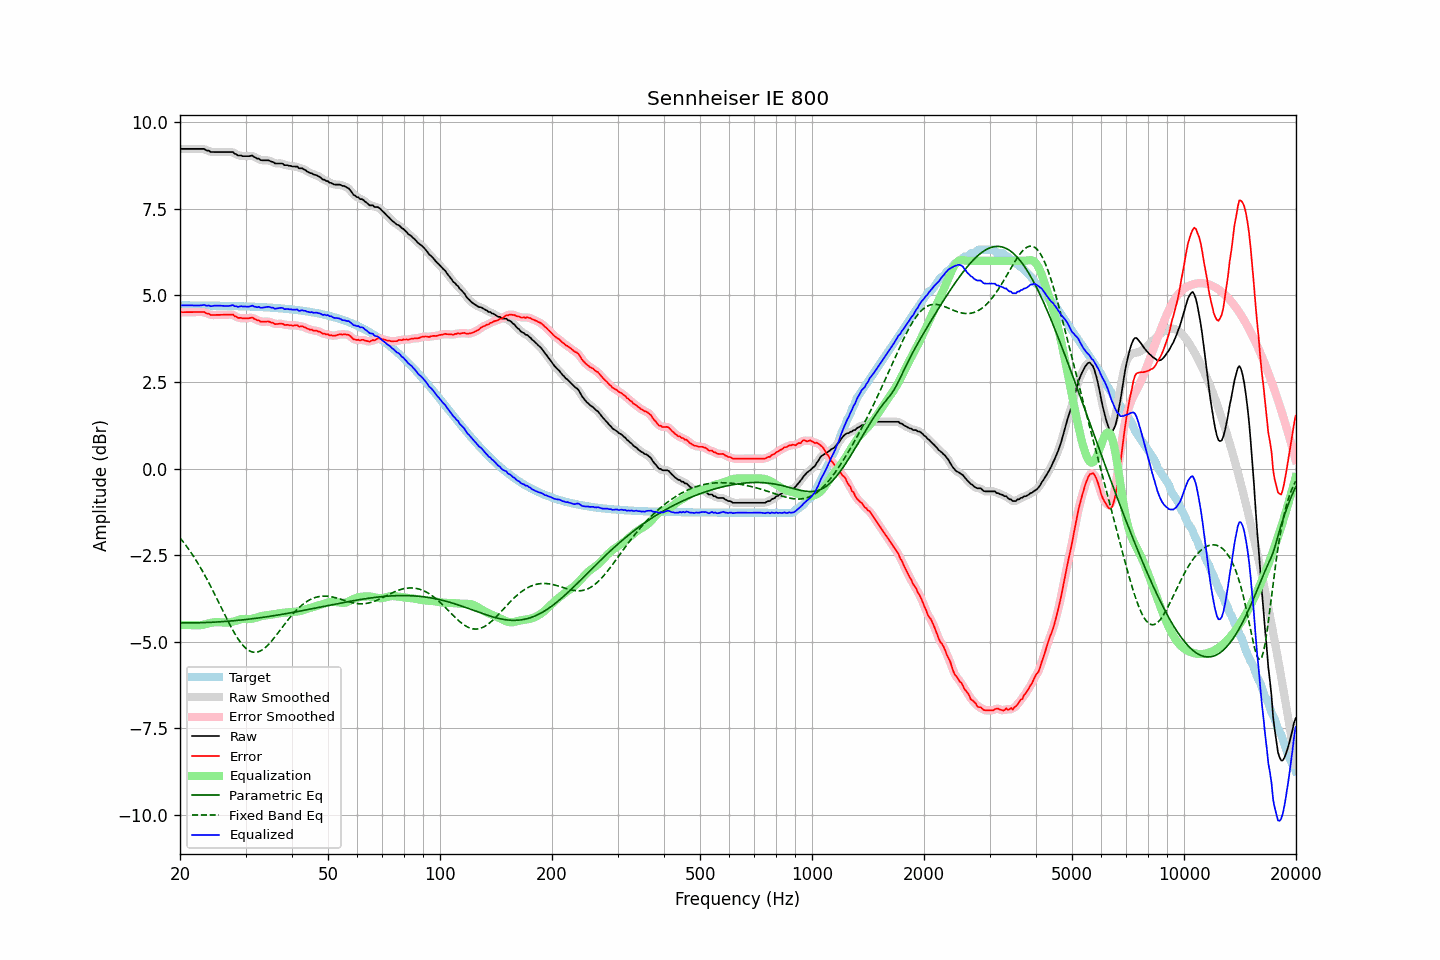 Sennheiser IE 800
10.0
7.5
5.0
2.5
0.0
−2.5
−5.0
−7.5
−10.0
Amplitude (dBr)
Target
Raw Smoothed
Error Smoothed
Raw
Error
Equalization
Parametric Eq
Fixed Band Eq
Equalized
20 50 100 200 500 1000 2000 5000 10000 20000
Frequency (Hz)